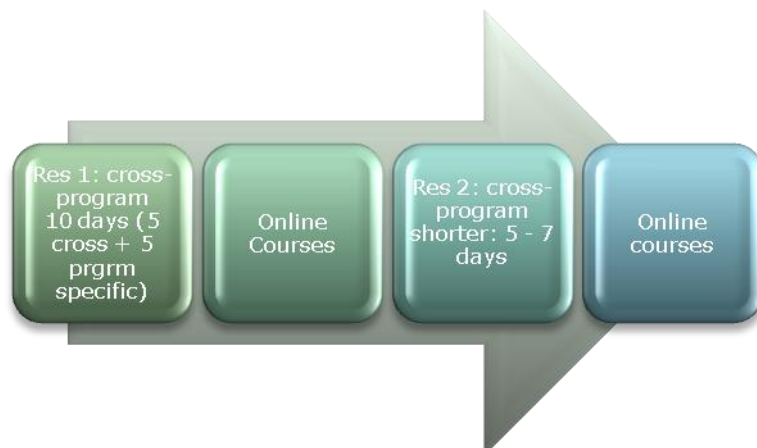 Res 1: cross-
program
10 days (5
cross + 5
prgrm
specific)
Online
Courses
Res 2: cross-
program
shorter: 5 - 7
days
Online
courses